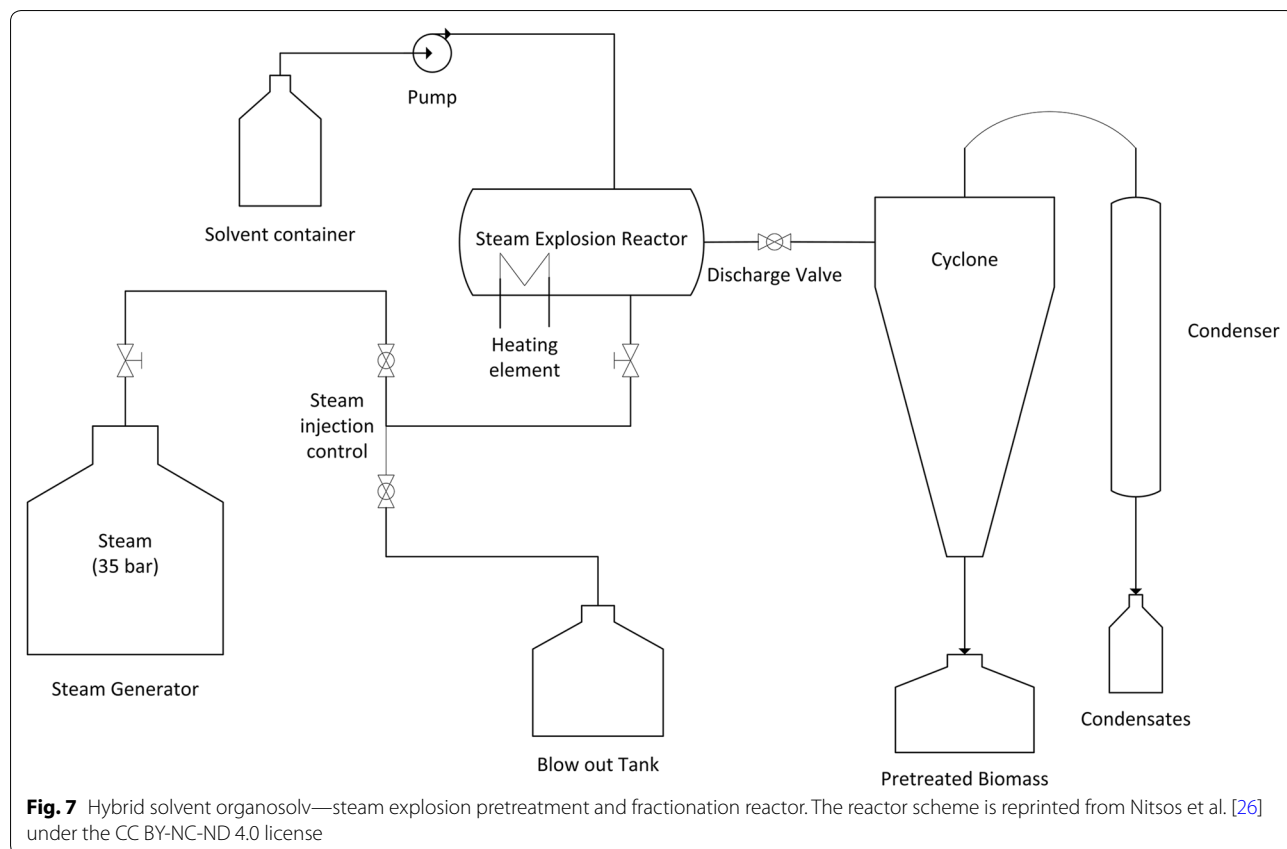 Pump
Solvent container
Steam Explosion Reactor
Discharge Valve
Cyclone
Condenser
Heating
element
Steam
injection
control
Steam
(35 bar)
Steam Generator
Blow out Tank
Condensates
Pretreated Biomass
Fig. 7 Hybrid solvent organosolv—steam explosion pretreatment and fractionation reactor. The reactor scheme is reprinted from Nitsos et al. [26]
under the CC BY-NC-ND 4.0 license